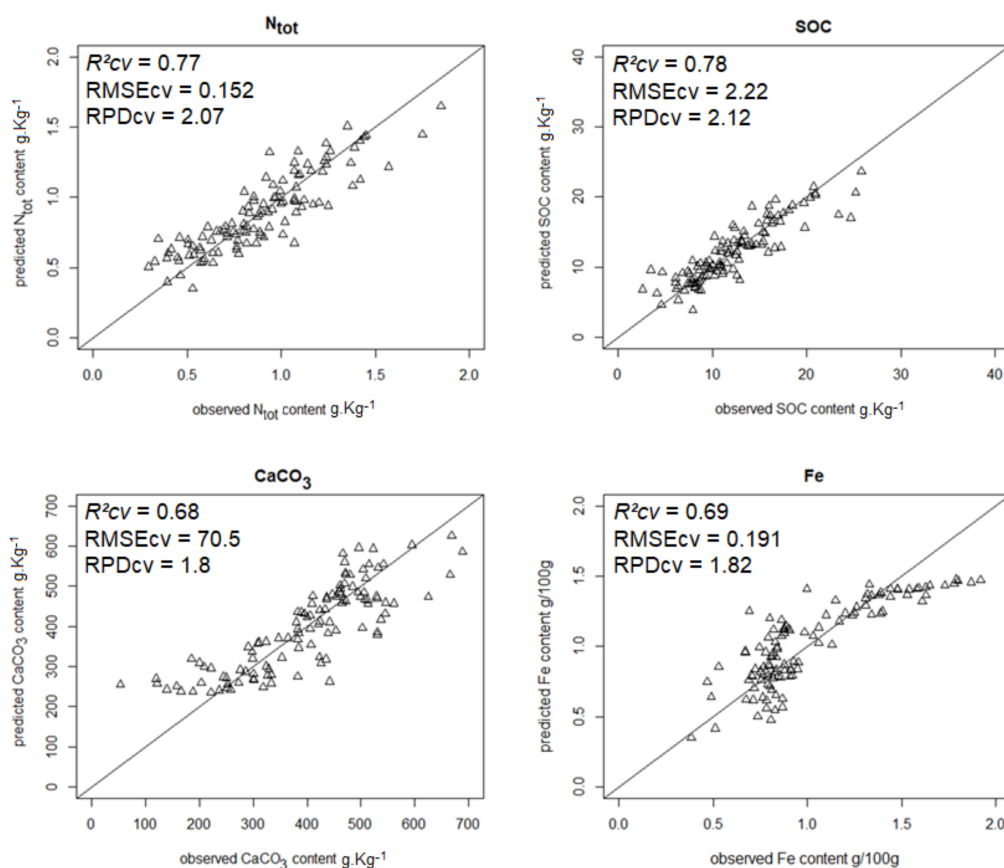 N_tot
R²cv = 0.77
RMSEcv = 0.152
RPDcv = 2.07
predicted N_tot content g.Kg-1
2.0
1.5
1.0
0.5
0.0
0.0 0.5 1.0 1.5 2.0
observed N_tot content g.Kg-1
SOC
R²cv = 0.78
RMSEcv = 2.22
RPDcv = 2.12
predicted SOC content g.Kg-1
40
30
20
10
0
0 10 20 30 40
observed SOC content g.Kg-1
CaCO3
R²cv = 0.68
RMSEcv = 70.5
RPDcv = 1.8
predicted CaCO3 content g.Kg-1
700
600
500
400
300
200
100
0
0 100 200 300 400 500 600 700
observed CaCO3 content g.Kg-1
Fe
R²cv = 0.69
RMSEcv = 0.191
RPDcv = 1.82
predicted Fe content g/100g
2.0
1.5
1.0
0.5
0.0
0.0 0.5 1.0 1.5 2.0
observed Fe content g/100g